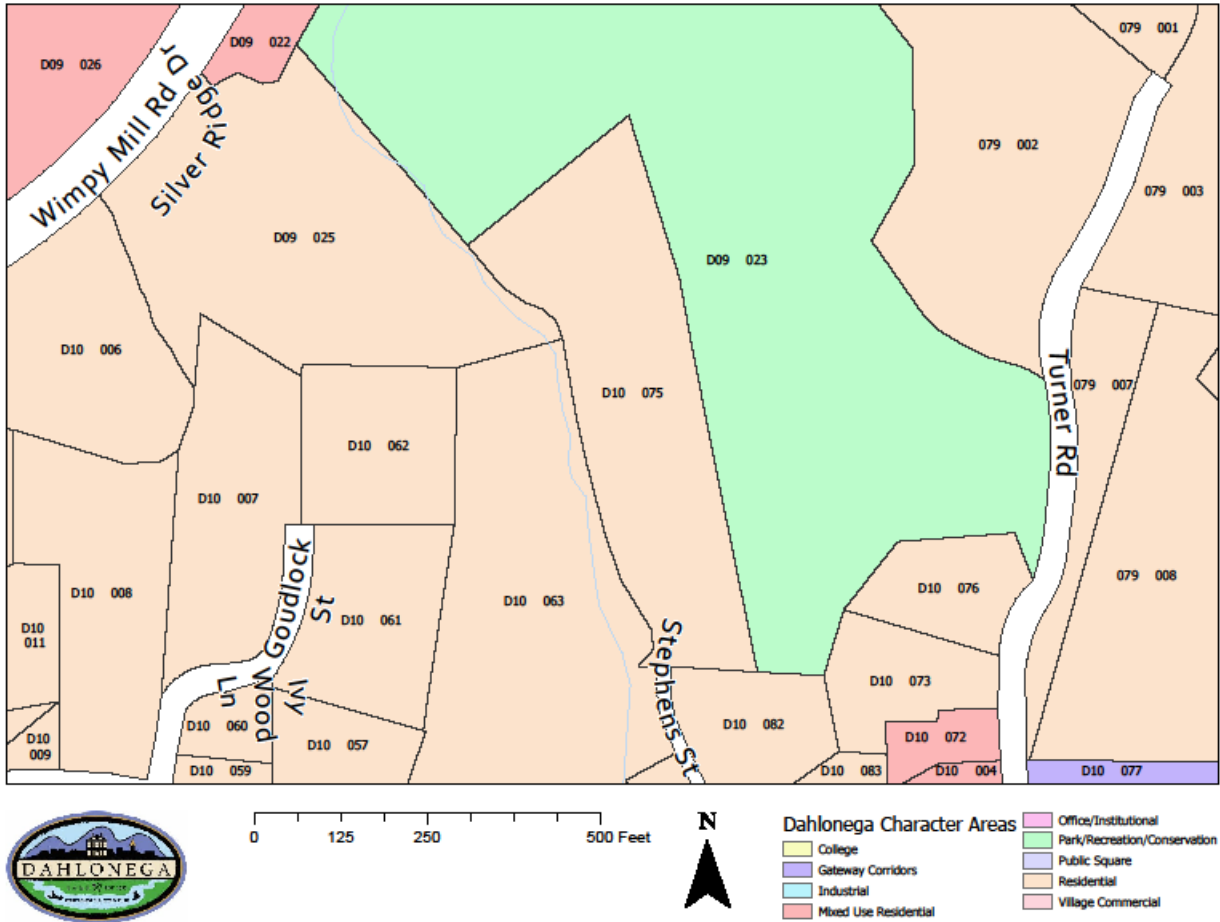 079 001
D09 022
D09 026
Wimpy Mill Rd
Silver Ridge Dr
079 002
079 003
D09 025
D09 023
D10 006
Turner Rd
079 007
D10 075
D10 062
D10 007
D10 008
Goudlock St
D10 061
D10 063
D10 076
079 008
D10
011
Stephens St
D10 073
Ivy Wood Ln
D10 060
D10 082
D10 072
D10
009
D10 057
D10 059
D10 083
D10 004
D10 077
0 125 250 500 Feet
N
DAHLONEGA
Dahlonega Character Areas
College
Gateway Corridors
Industrial
Mixed Use Residential
Office/Institutional
Park/Recreation/Conservation
Public Square
Residential
Village Commercial